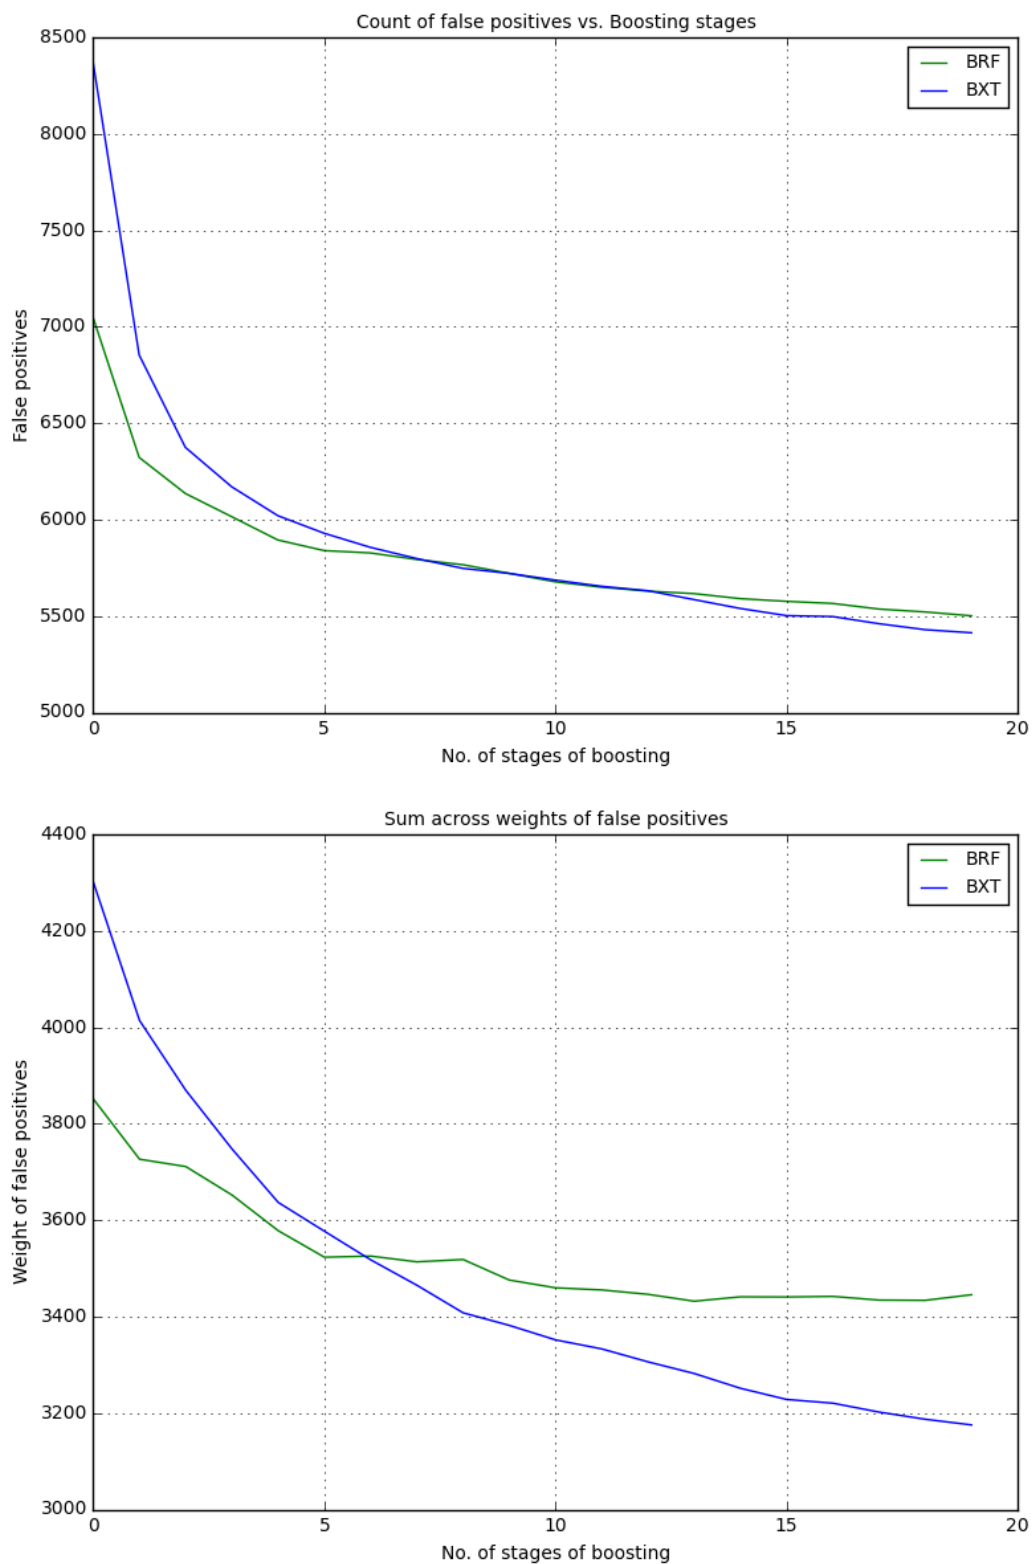 Count of false positives vs. Boosting stages
8500
8000
7500
7000
6500
6000
5500
5000
False positives
BRF
BXT
0 5 10 15 20
No. of stages of boosting
Sum across weights of false positives
4400
4200
4000
3800
3600
3400
3200
3000
Weight of false positives
BRF
BXT
0 5 10 15 20
No. of stages of boosting